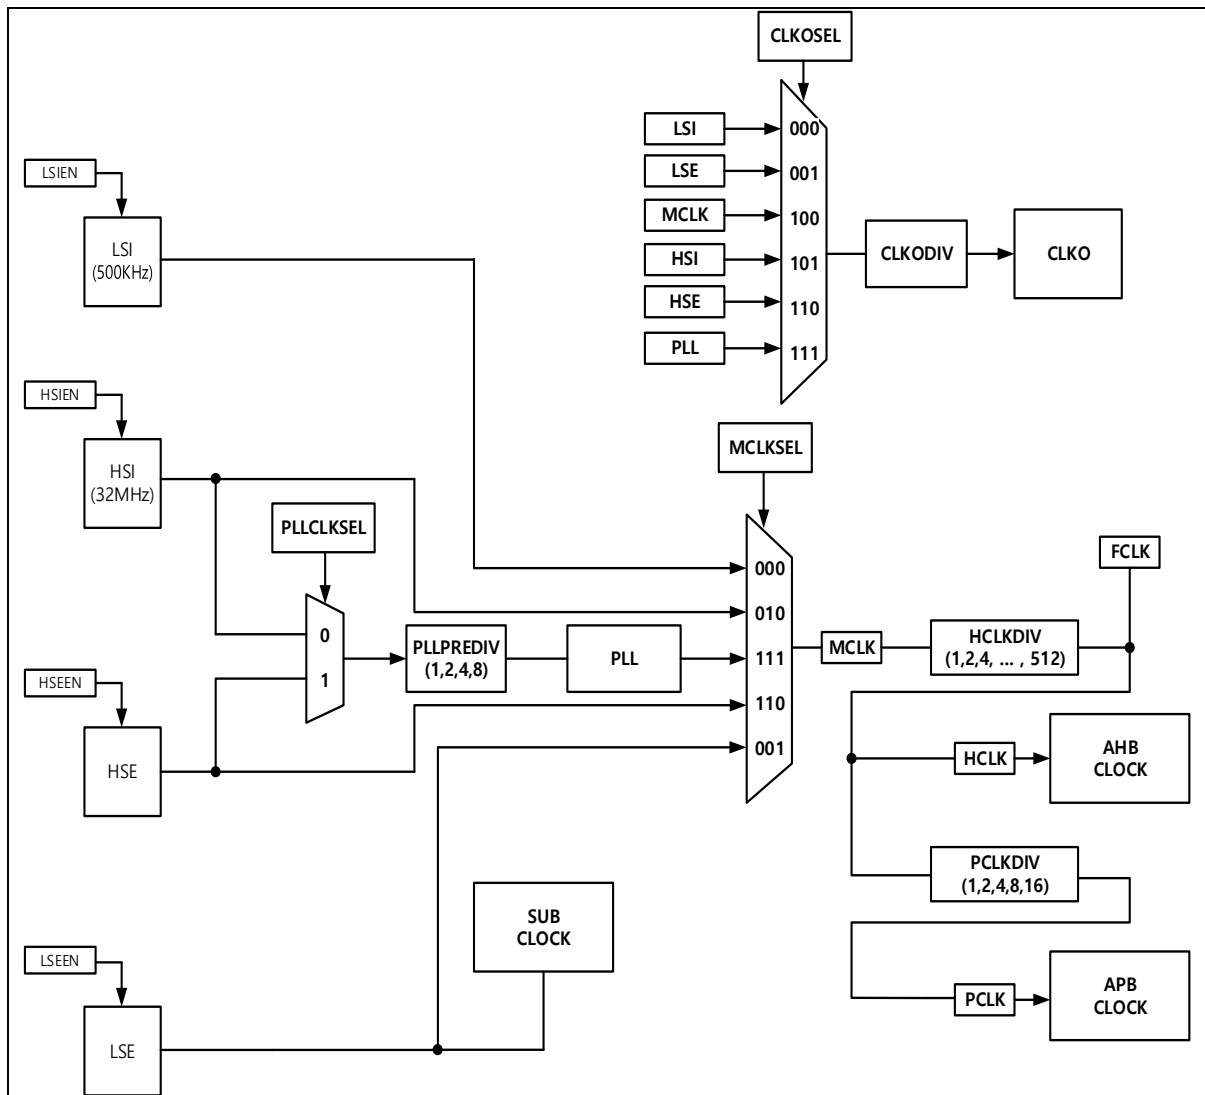 CLKOSEL
LSI
000
LSE
001
MCLK
100
HSI
101
HSE
110
PLL
111
CLKODIV
CLKO
LSIEN
LSI
(500KHz)
HSIEN
HSI
(32MHz)
PLLCLKSEL
0
1
PLLPREDIV
(1,2,4,8)
PLL
HSEEN
HSE
MCLKSEL
000
010
111
110
001
MCLK
HCLKDIV
(1,2,4, ... , 512)
FCLK
HCLK
AHB
CLOCK
PCLKDIV
(1,2,4,8,16)
PCLK
APB
CLOCK
SUB
CLOCK
LSEEN
LSE